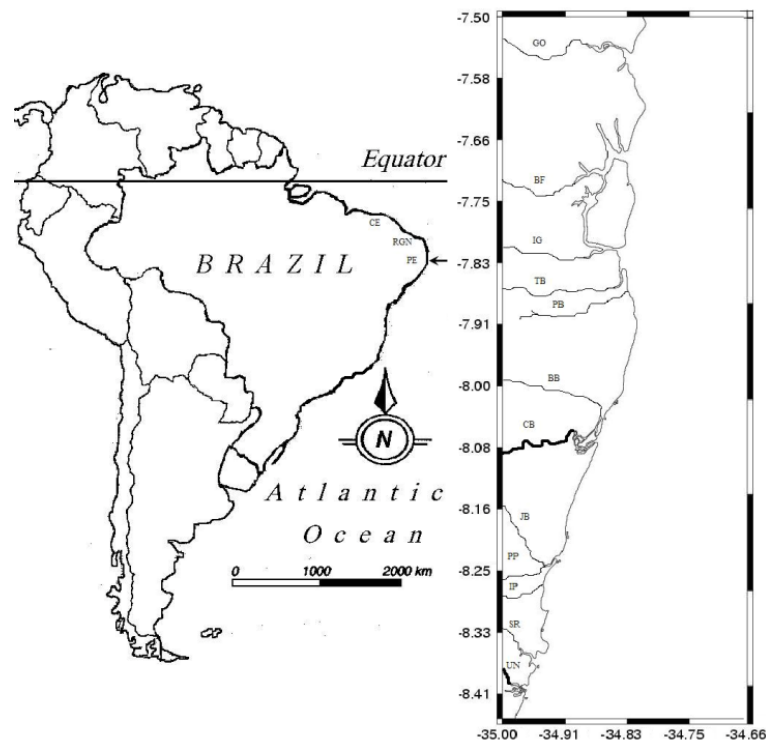 Equator
CE
RGN
BRAZIL
PE
N
Atlantic
Ocean
0 1000 2000 km
-7.50
GO
-7.58
-7.66
BF
-7.75
IG
-7.83
TB
PB
-7.91
BB
-8.00
CB
-8.08
-8.16
JB
PP
-8.25
IP
SR
-8.33
UN
-8.41
-35.00 -34.91 -34.83 -34.75 -34.66